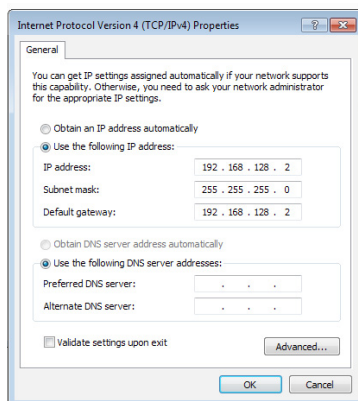 Internet Protocol Version 4 (TCP/IPv4) Properties
General
You can get IP settings assigned automatically if your network supports
this capability. Otherwise, you need to ask your network administrator
for the appropriate IP settings.
Obtain an IP address automatically
Use the following IP address:
IP address: 192 . 168 . 128 . 2
Subnet mask: 255 . 255 . 255 . 0
Default gateway: 192 . 168 . 128 . 2
Obtain DNS server address automatically
Use the following DNS server addresses:
Preferred DNS server: . . .
Alternate DNS server: . . .
Validate settings upon exit
Advanced...
OK Cancel